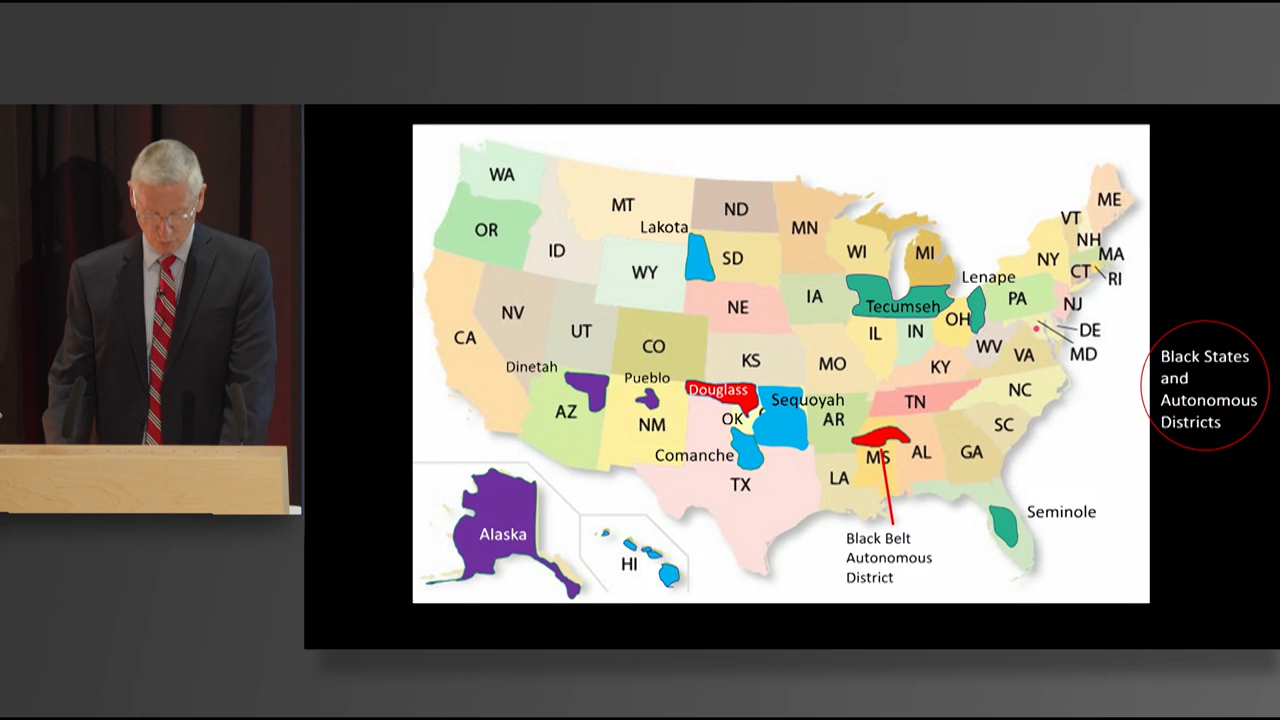 WA
MT
ND
ME
VT
OR
Lakota
MN
NH
ID
WI
MI
NY
MA
SD
WY
CT
RI
Lenape
NV
NE
IA
Tecumseh
PA
NJ
CA
UT
CO
IL
IN
OH
DE
KS
MO
WV
VA
MD
Dinetah
KY
Pueblo
Douglass
Sequoyah
NC
AZ
NM
OK
AR
TN
SC
Comanche
MS
AL
GA
TX
LA
Seminole
Alaska
HI
Black Belt
Autonomous
District
Black States
and
Autonomous
Districts